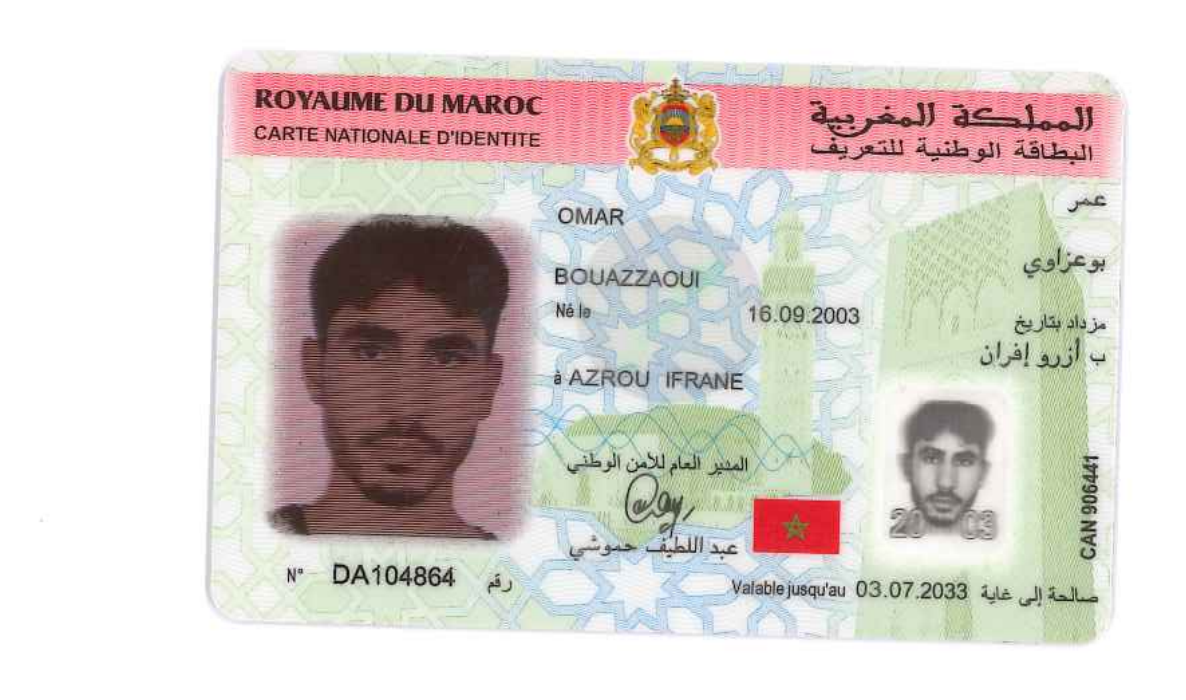 ROYAUME DU MAROC
المملكة المغربية
CARTE NATIONALE D'IDENTITE
البطاقة الوطنية للتعريف
OMAR
عمر
BOUAZZAOUI
بوعزاوي
Né le 16.09.2003 مزداد بتاريخ
à AZROU IFRANE
ب أزرو إفران
المدير العام للأمن الوطني
عبد اللطيف حموشي
20 03
CAN 906441
N° DA104864 رقم
Valable jusqu'au 03.07.2033 صالحة إلى غاية